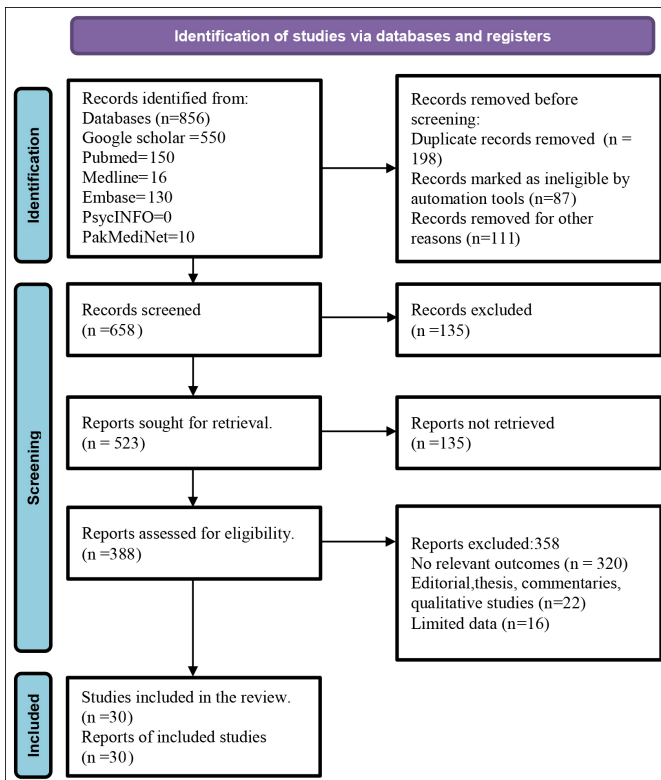 Identification of studies via databases and registers
Identification
Records identified from:
Databases (n=856)
Google scholar =550
Pubmed=150
Medline=16
Embase=130
PsycINFO=0
PakMediNet=10
Records removed before
screening:
Duplicate records removed (n =
198)
Records marked as ineligible by
automation tools (n=87)
Records removed for other
reasons (n=111)
Screening
Records screened
(n =658)
Records excluded
(n =135)
Reports sought for retrieval.
(n = 523)
Reports not retrieved
(n =135)
Reports assessed for eligibility.
(n =388)
Reports excluded:358
No relevant outcomes (n = 320)
Editorial,thesis, commentaries,
qualitative studies (n=22)
Limited data (n=16)
Included
Studies included in the review.
(n =30)
Reports of included studies
(n =30)